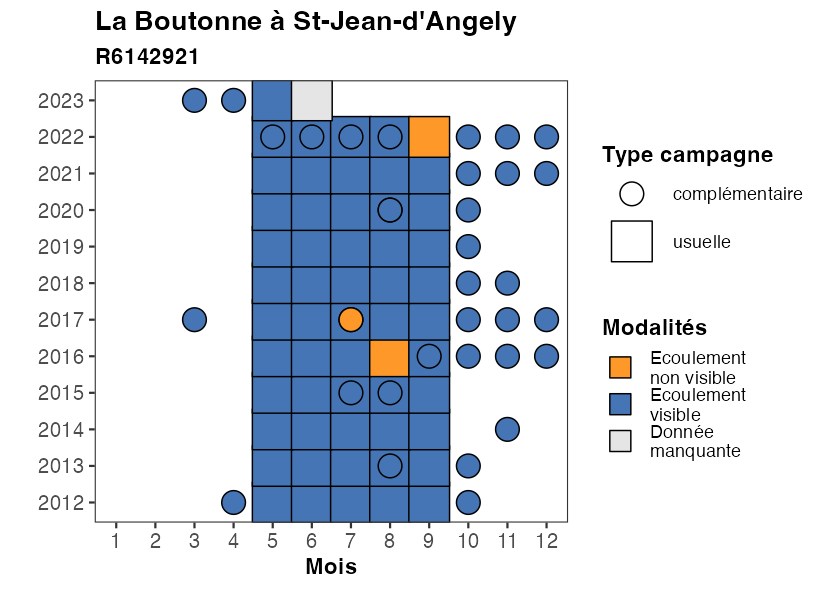 La Boutonne à St-Jean-d'Angely
R6142921
2023
2022
2021
2020
2019
2018
2017
2016
2015
2014
2013
2012
1 2 3 4 5 6 7 8 9 10 11 12
Mois
Type campagne
complémentaire
usuelle
Modalités
Ecoulement
non visible
Ecoulement
visible
Donnée
manquante